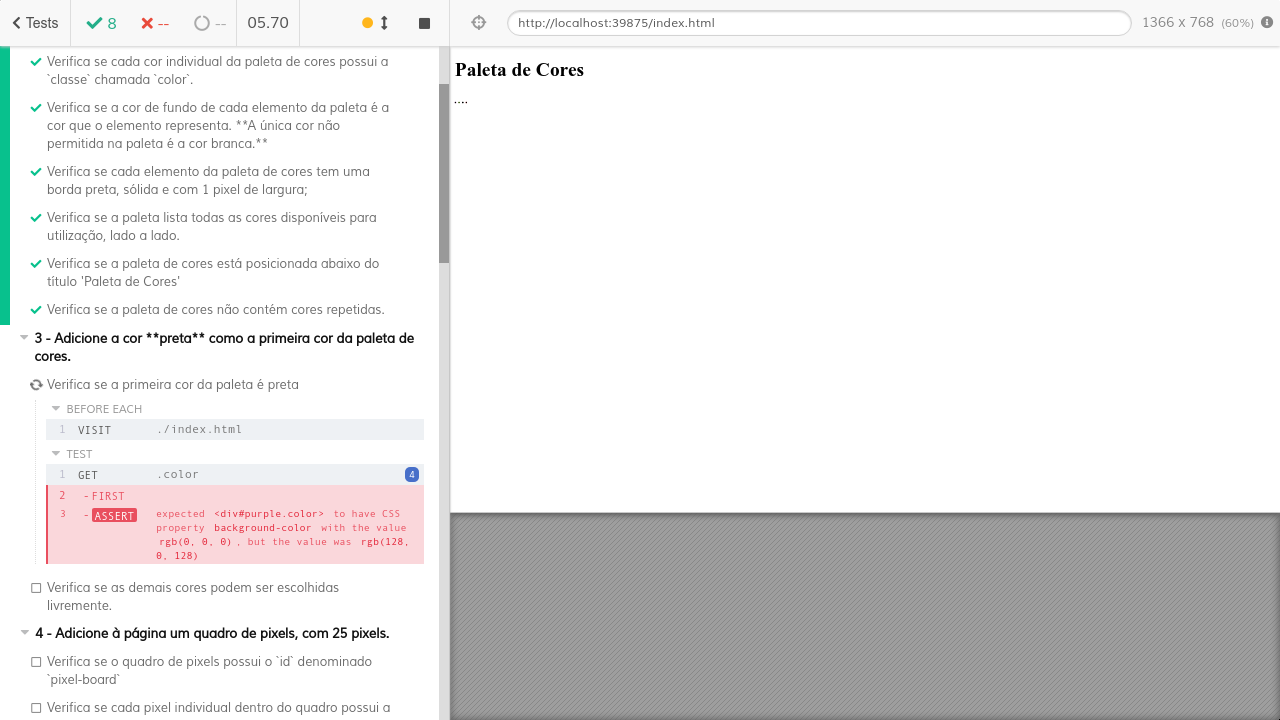 Tests
8
--
--
05.70
http://localhost:39875/index.html
1366 x 768 (60%)
Verifica se cada cor individual da paleta de cores possui a
`classe` chamada `color`.
Verifica se a cor de fundo de cada elemento da paleta é a
cor que o elemento representa. **A única cor não
permitida na paleta é a cor branca.**
Verifica se cada elemento da paleta de cores tem uma
borda preta, sólida e com 1 pixel de largura;
Verifica se a paleta lista todas as cores disponíveis para
utilização, lado a lado.
Verifica se a paleta de cores está posicionada abaixo do
título 'Paleta de Cores'
Verifica se a paleta de cores não contém cores repetidas.
3 - Adicione a cor **preta** como a primeira cor da paleta de
cores.
Verifica se a primeira cor da paleta é preta
BEFORE EACH
1 VISIT ./index.html
TEST
1 GET .color 4
2 - FIRST
3 - ASSERT expected <div#purple.color> to have CSS
property background-color with the value
rgb(0, 0, 0) , but the value was rgb(128,
0, 128)
Verifica se as demais cores podem ser escolhidas
livremente.
4 - Adicione à página um quadro de pixels, com 25 pixels.
Verifica se o quadro de pixels possui o `id` denominado
`pixel-board`
Verifica se cada pixel individual dentro do quadro possui a
Paleta de Cores
....